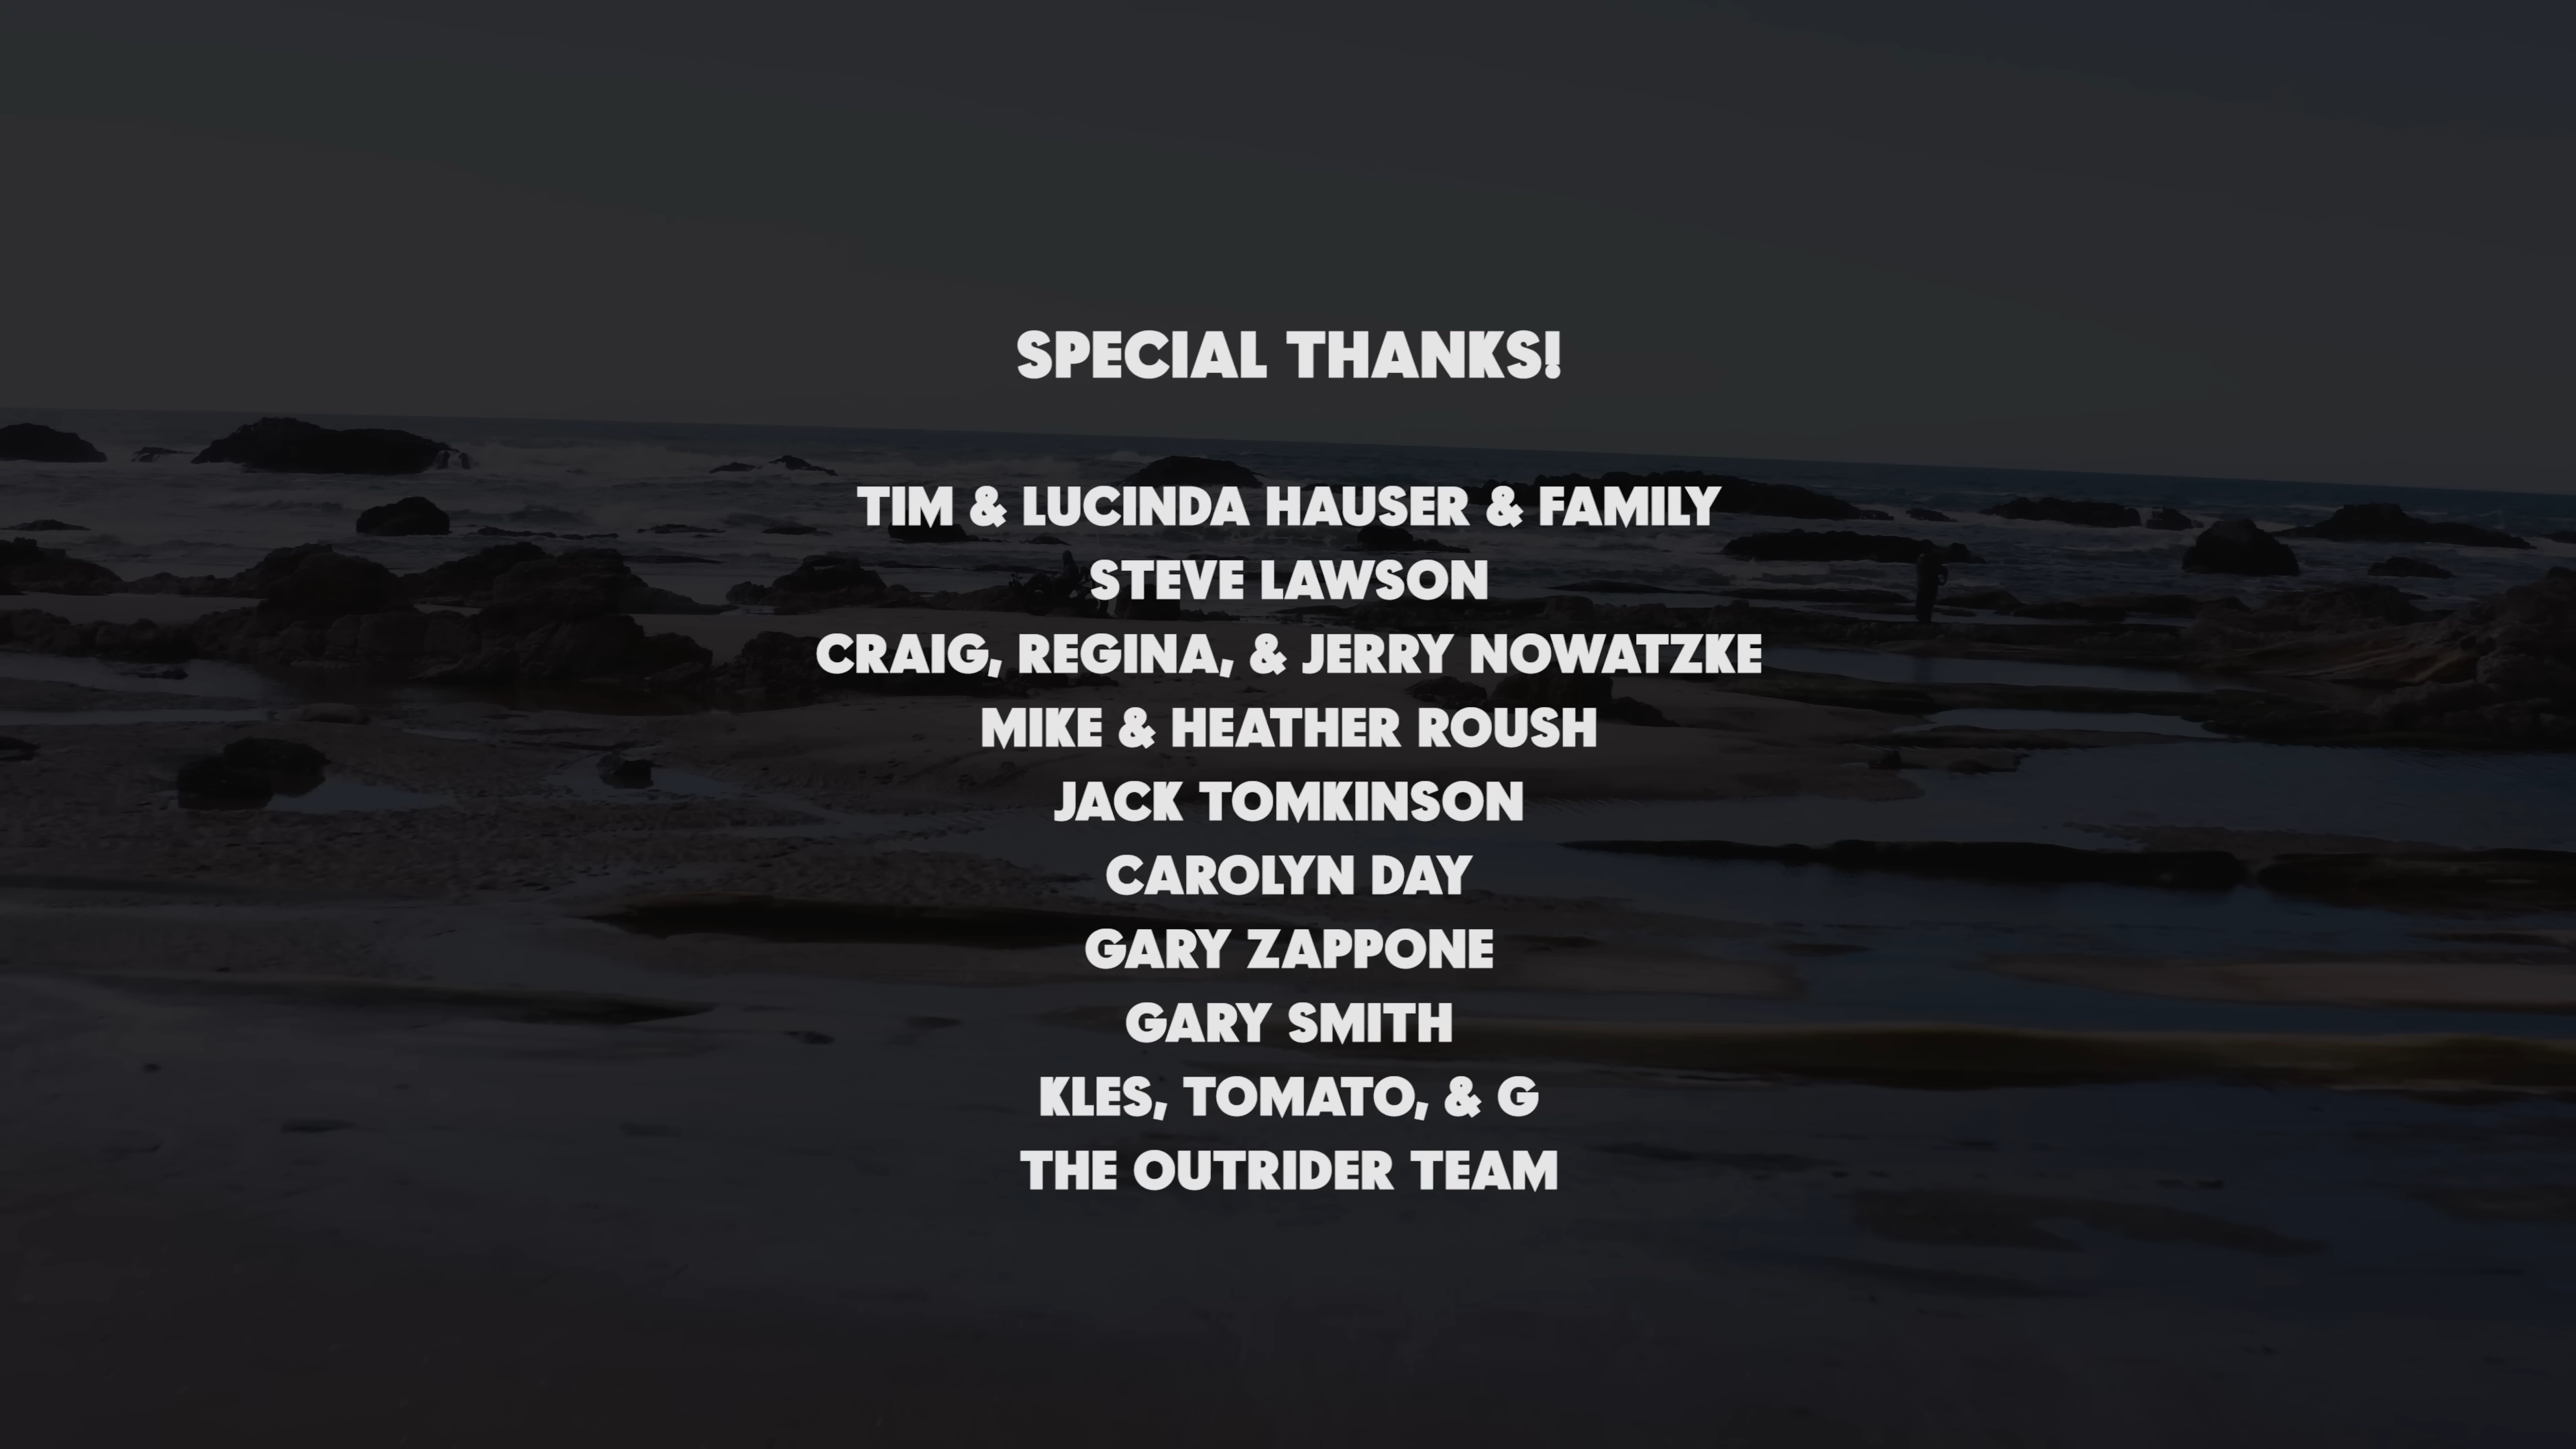 SPECIAL THANKS!
TIM & LUCINDA HAUSER & FAMILY
STEVE LAWSON
CRAIG, REGINA, & JERRY NOWATZKE
MIKE & HEATHER ROUSH
JACK TOMKINSON
CAROLYN DAY
GARY ZAPPONE
GARY SMITH
KLES, TOMATO, & G
THE OUTRIDER TEAM